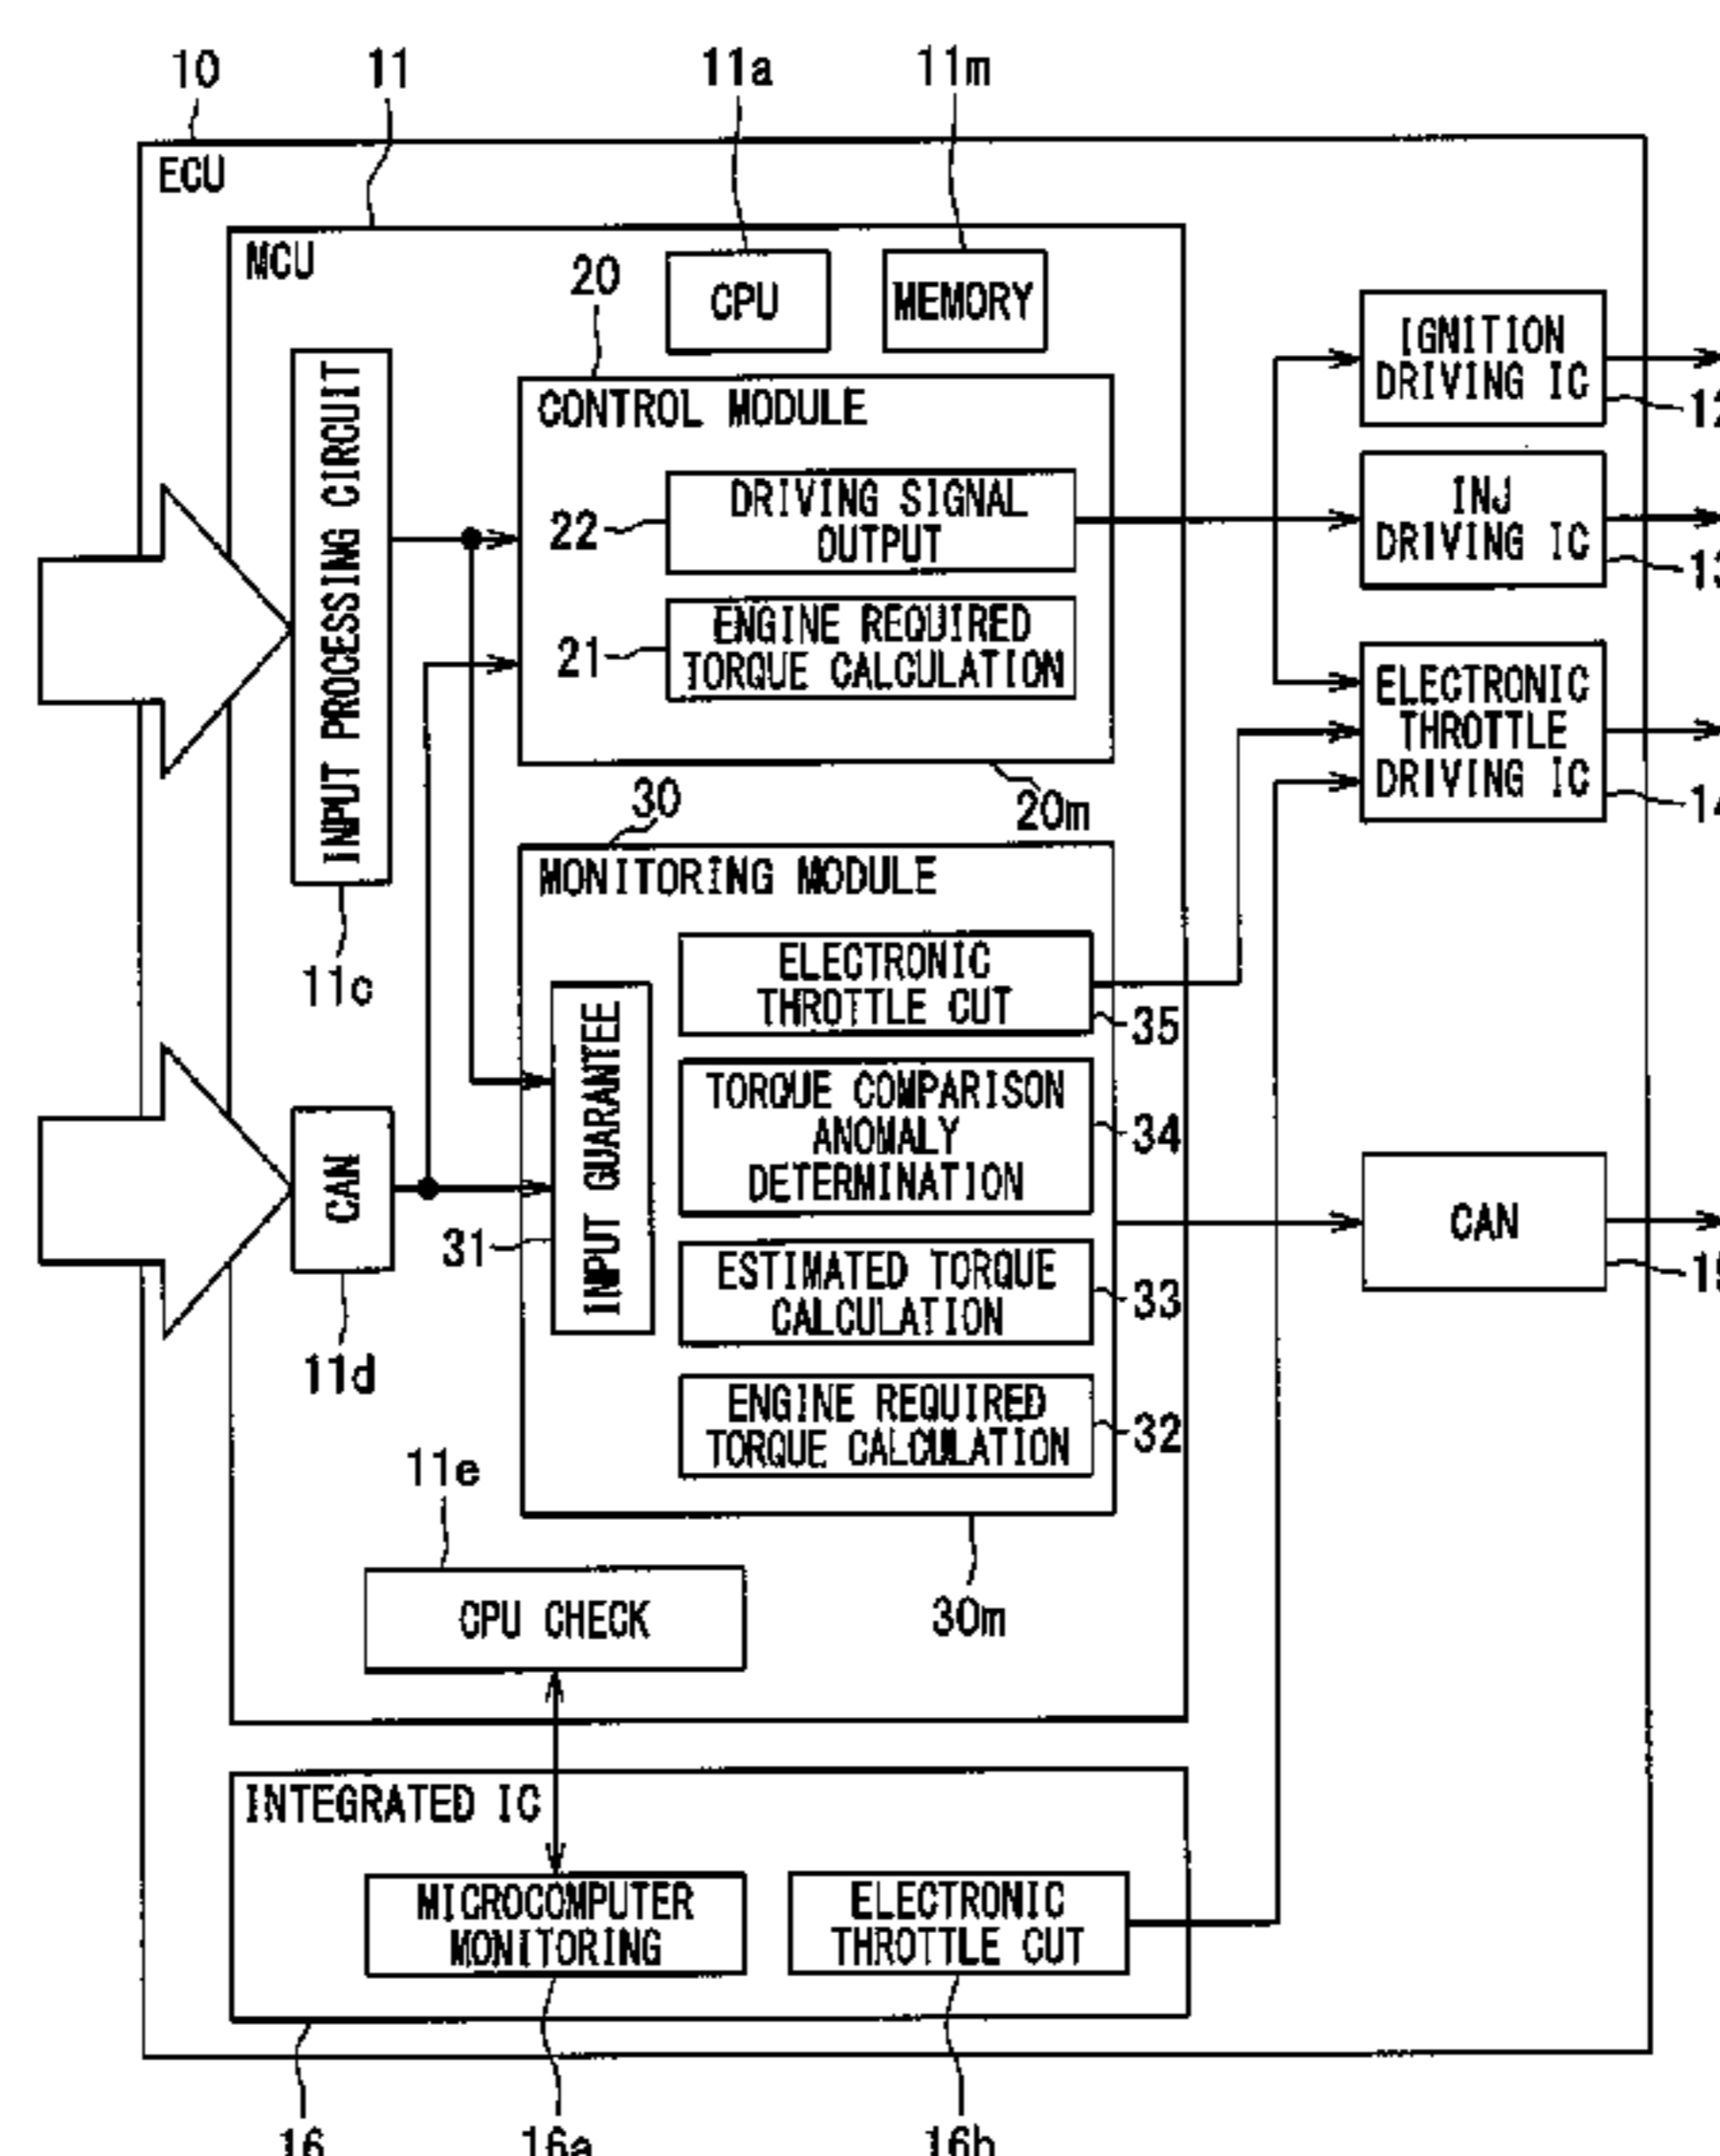 10
11
11a
11m
ECU
MCU
20
CPU
MEMORY
IGNITION
DRIVING IC
12
INPUT PROCESSING CIRCUIT
CONTROL MODULE
22
DRIVING SIGNAL
OUTPUT
INJ
DRIVING IC
13
21
ENGINE REQUIRED
TORQUE CALCULATION
ELECTRONIC
THROTTLE
DRIVING IC
14
20m
30
MONITORING MODULE
11c
ELECTRONIC
THROTTLE CUT
35
INPUT GUARANTEE
31
TORQUE COMPARISON
ANOMALY
DETERMINATION
34
CAN
11d
CAN
ESTIMATED TORQUE
CALCULATION
33
ENGINE REQUIRED
TORQUE CALCULATION
32
11e
CPU CHECK
30m
INTEGRATED IC
MICROCOMPUTER
MONITORING
ELECTRONIC
THROTTLE CUT
16
16a
16b